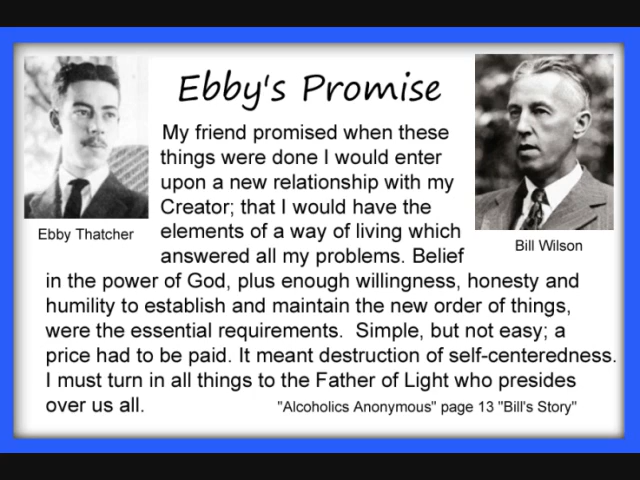 Ebby's Promise
My friend promised when these
things were done I would enter
upon a new relationship with my
Creator; that I would have the
elements of a way of living which
answered all my problems. Belief
in the power of God, plus enough willingness, honesty and
humility to establish and maintain the new order of things,
were the essential requirements. Simple, but not easy; a
price had to be paid. It meant destruction of self-centeredness.
I must turn in all things to the Father of Light who presides
over us all.
"Alcoholics Anonymous" page 13 "Bill's Story"
Ebby Thatcher
Bill Wilson